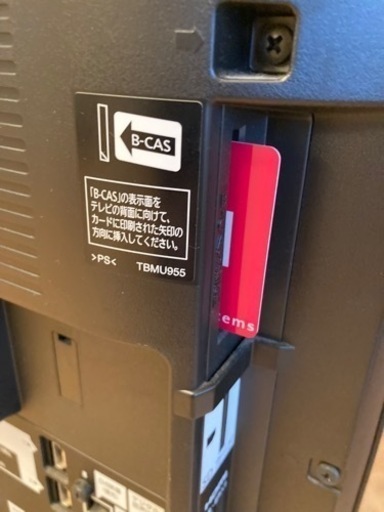 B-CAS
「B-CAS」の表示面を
テレビの背面に向けて、
カードに印刷された矢印の
方向に挿入してください。
>PS< TBMU955
ems